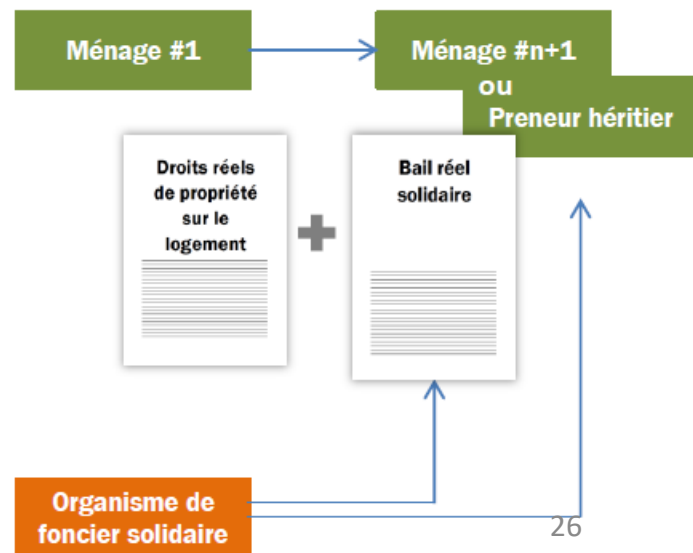 Ménage #1
Ménage #n+1
ou
Preneur héritier
Droits réels
de propriété
sur le
logement
Bail réel
solidaire
Organisme de
foncier solidaire
26